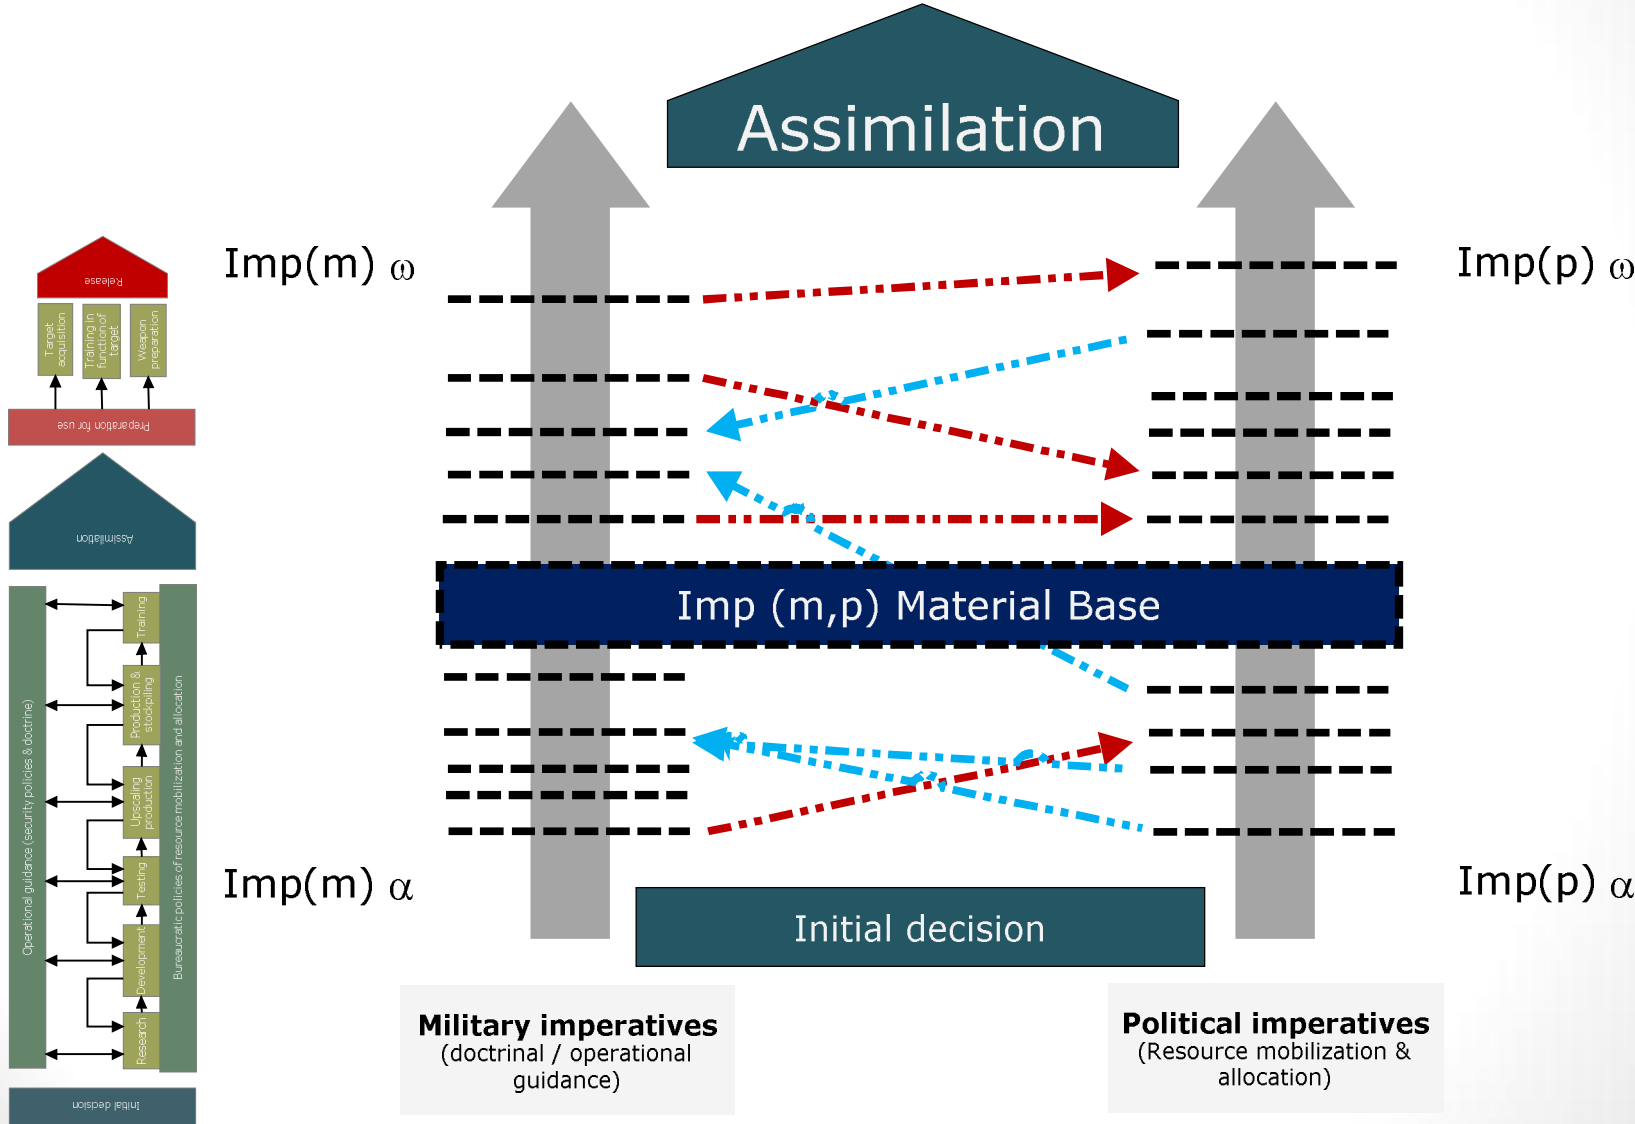 Assimilation
Imp(m) ω
Imp(p) ω
Imp (m,p) Material Base
Imp(m) α
Imp(p) α
Initial decision
Military imperatives
(doctrinal / operational
guidance)
Political imperatives
(Resource mobilization &
allocation)
Release
Target
acquisition
Training in
function of
target
Weapon
preparation
Preparation for use
Assimilation
Operational guidance (security policies & doctrine)
Training
Production &
stockpiling
Upscaling
production
Testing
Development
Research
Bureaucratic policies of resource mobilization and allocation
Initial decision